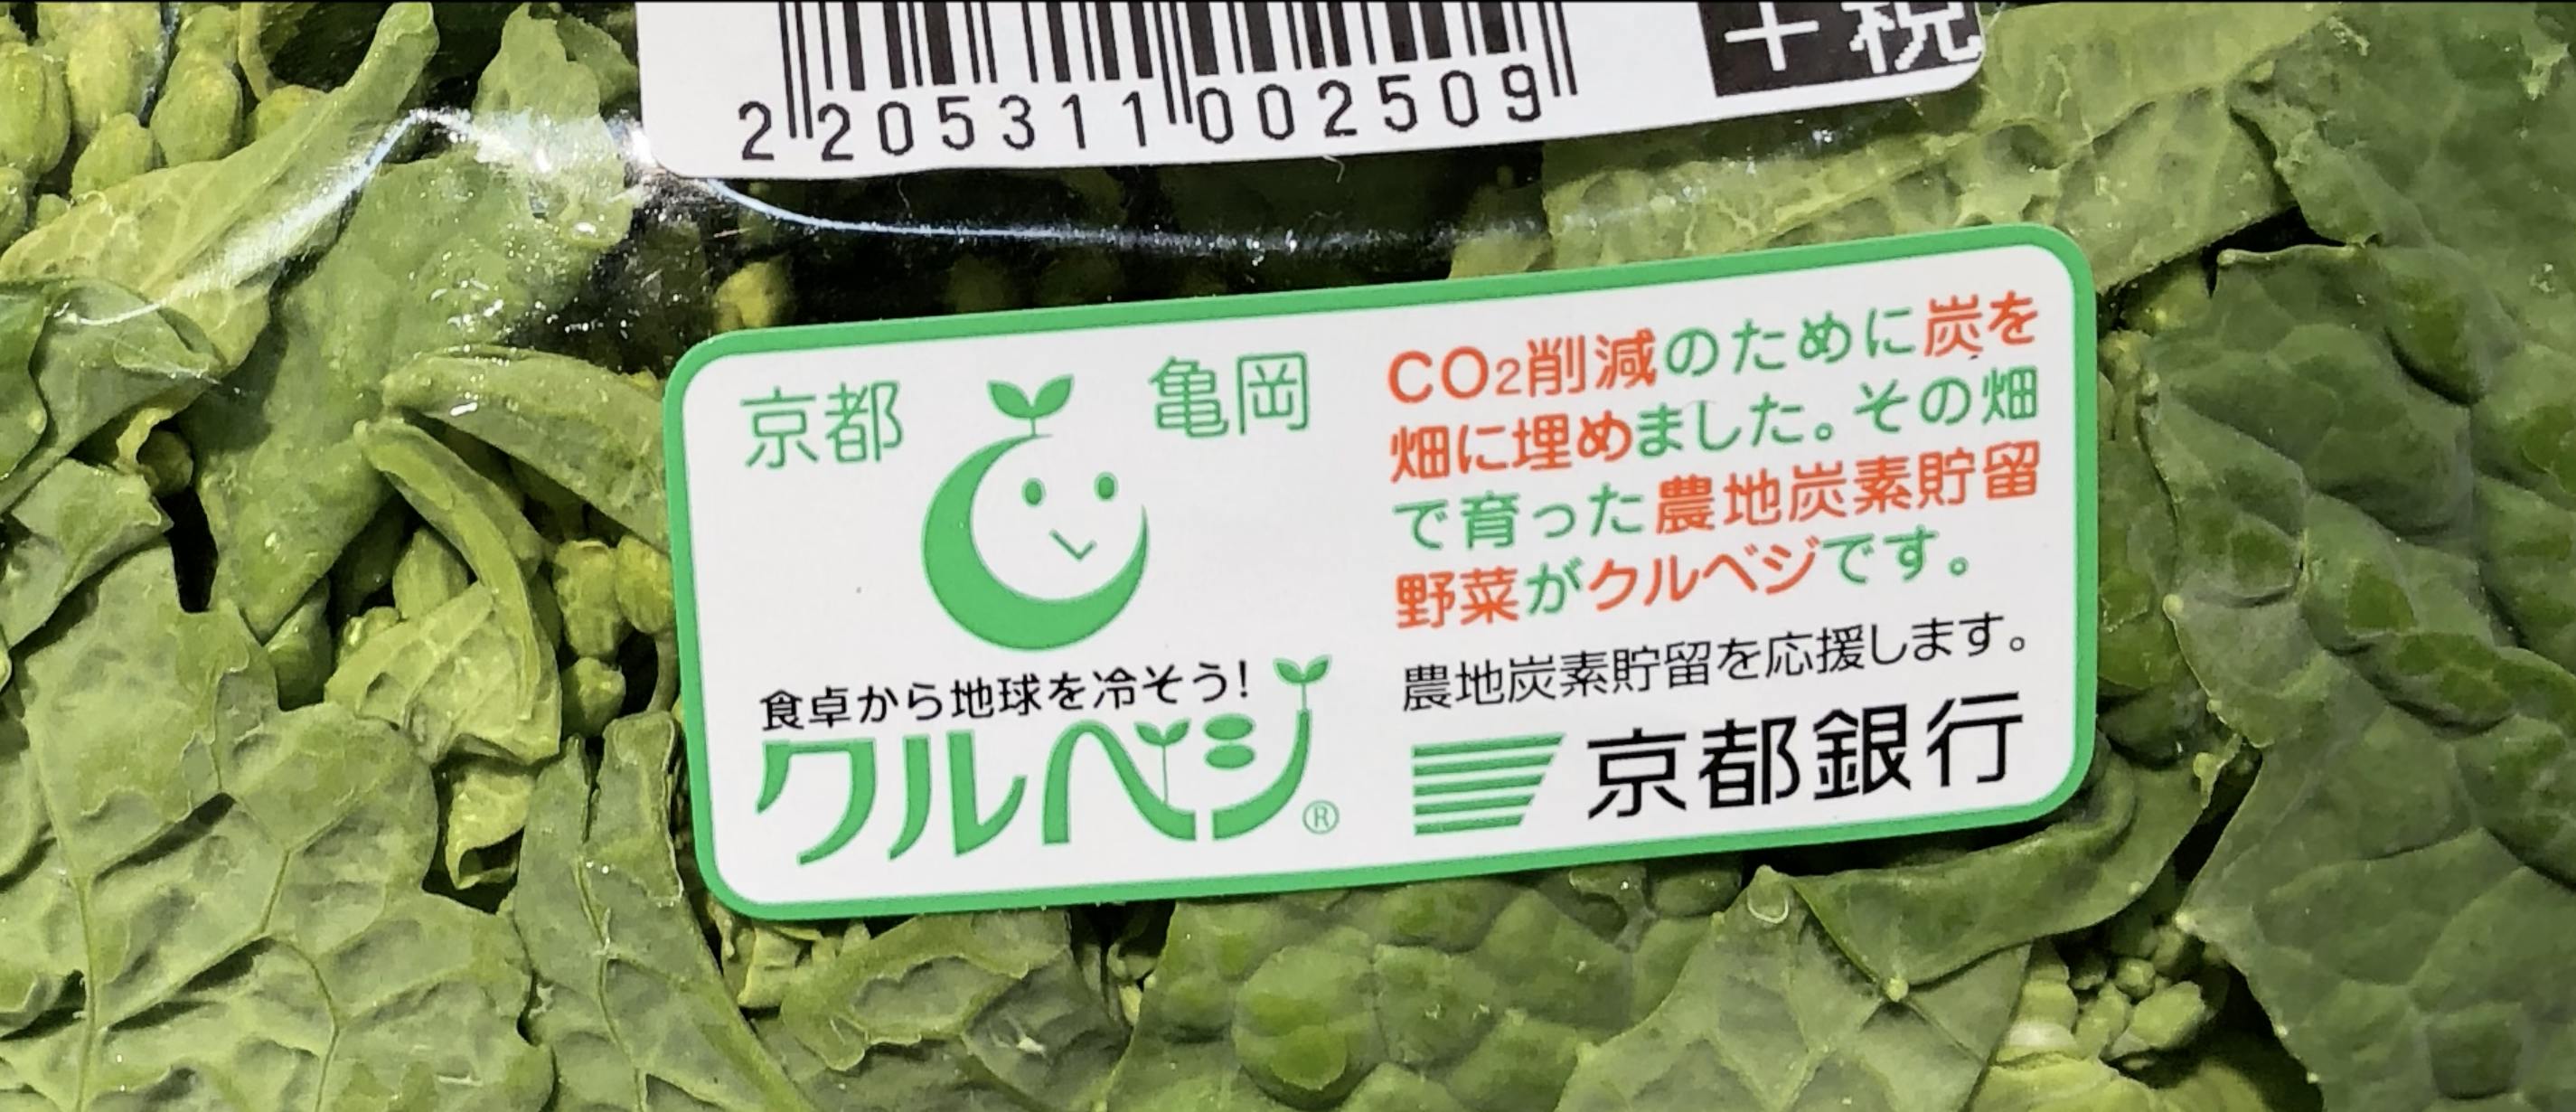 +税
2205311002509
京都 亀岡
食卓から地球を冷そう!
クルベジ®
CO2削減のために炭を
畑に埋めました。その畑
で育った農地炭素貯留
野菜がクルベジです。
農地炭素貯留を応援します。
京都銀行